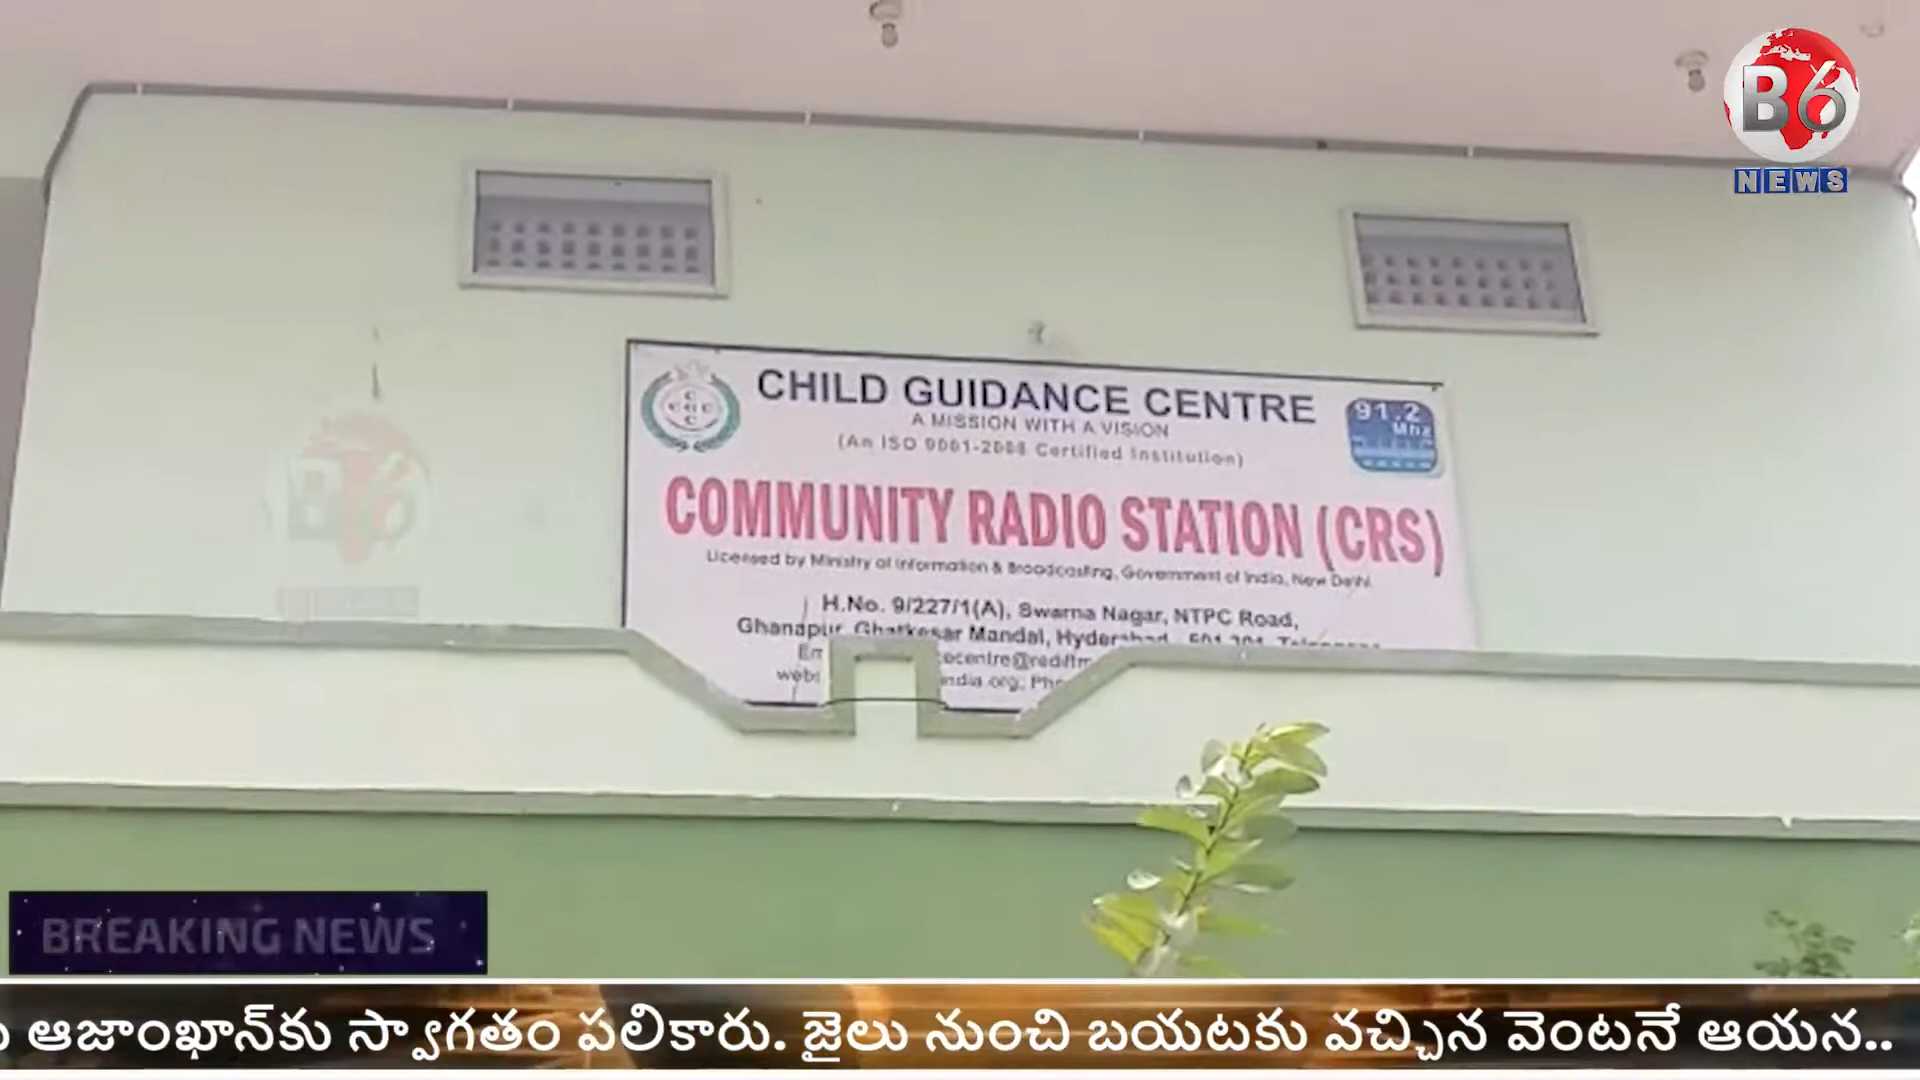 B6
NEWS
CHILD GUIDANCE CENTRE
A MISSION WITH A VISION
(An ISO 9001-2008 Certified Institution)
91.2
Mhz
CGC
COMMUNITY RADIO STATION (CRS)
Licensed by Ministry of Information & Broadcasting, Government of India, New Delhi.
H.No. 9/227/1(A), Swarna Nagar, NTPC Road,
Ghanapur, Ghatkesar Mandal, Hyderabad
BREAKING NEWS
ఆజాంఖాన్‌కు స్వాగతం పలికారు. జైలు నుంచి బయటకు వచ్చిన వెంటనే ఆయన..